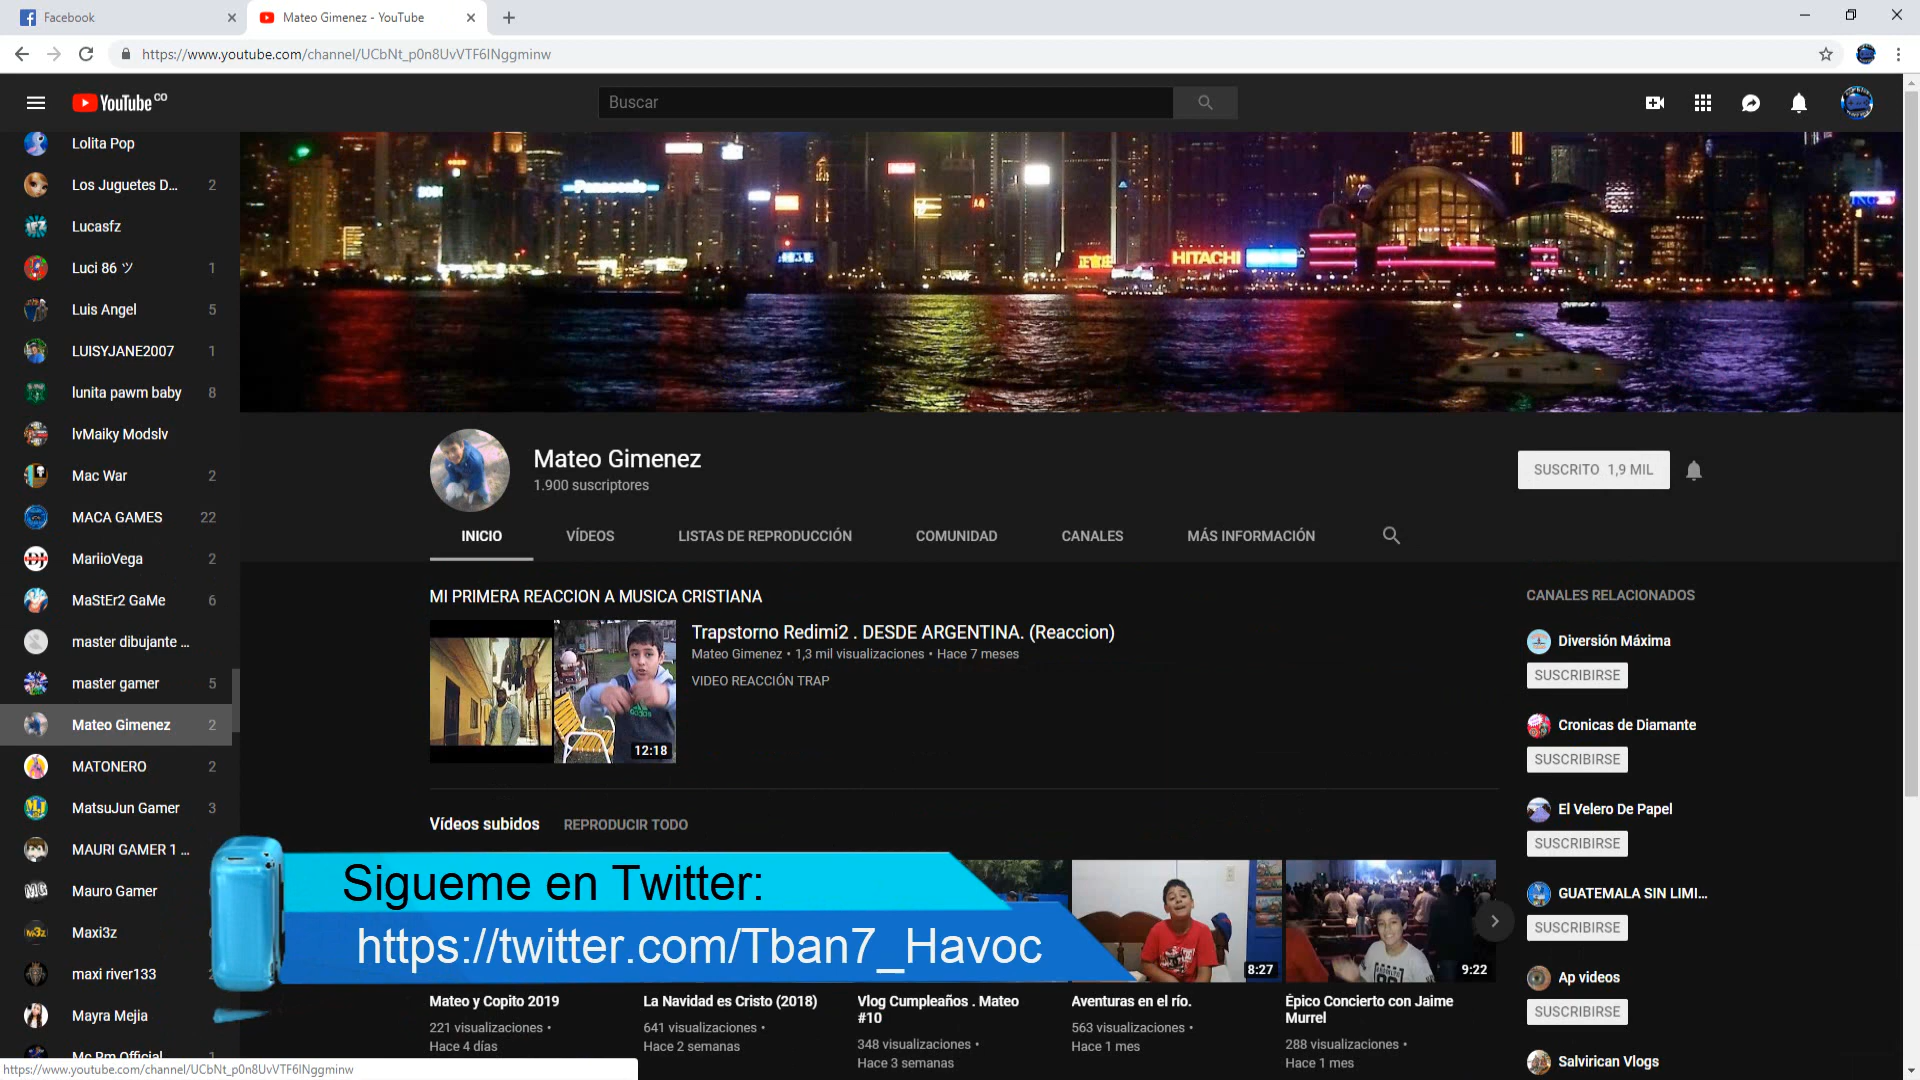 Facebook
Mateo Gimenez - YouTube
https://www.youtube.com/channel/UCbNt_p0n8UvVTF6INggminw
YouTube CO
Buscar
Lolita Pop
Los Juguetes D... 2
Lucasfz
Luci 86 ツ 1
Luis Angel 5
LUISYJANE2007 1
lunita pawm baby 8
lvMaiky Modslv
Mac War 2
MACA GAMES 22
MariioVega 2
MaStEr2 GaMe 6
master dibujante ...
master gamer 5
Mateo Gimenez 2
MATONERO 2
MatsuJun Gamer 3
MAURI GAMER 1 ...
Mauro Gamer
Maxi3z
maxi river133
Mayra Mejia
Mc Rm Official 1
https://www.youtube.com/channel/UCbNt_p0n8UvVTF6INggminw
Panasonic
正官庄
HITACHI
ING
Mateo Gimenez
1.900 suscriptores
SUSCRITO 1,9 MIL
INICIO
VÍDEOS
LISTAS DE REPRODUCCIÓN
COMUNIDAD
CANALES
MÁS INFORMACIÓN
MI PRIMERA REACCION A MUSICA CRISTIANA
12:18
Trapstorno Redimi2 . DESDE ARGENTINA. (Reaccion)
Mateo Gimenez • 1,3 mil visualizaciones • Hace 7 meses
VIDEO REACCIÓN TRAP
Vídeos subidos
REPRODUCIR TODO
Sigueme en Twitter:
https://twitter.com/Tban7_Havoc
8:27
9:22
Mateo y Copito 2019
221 visualizaciones •
Hace 4 días
La Navidad es Cristo (2018)
641 visualizaciones •
Hace 2 semanas
Vlog Cumpleaños . Mateo
#10
348 visualizaciones •
Hace 3 semanas
Aventuras en el río.
563 visualizaciones •
Hace 1 mes
Épico Concierto con Jaime
Murrel
288 visualizaciones •
Hace 1 mes
CANALES RELACIONADOS
Diversión Máxima
SUSCRIBIRSE
Cronicas de Diamante
SUSCRIBIRSE
El Velero De Papel
SUSCRIBIRSE
GUATEMALA SIN LIMI...
SUSCRIBIRSE
Ap videos
SUSCRIBIRSE
Salvirican Vlogs